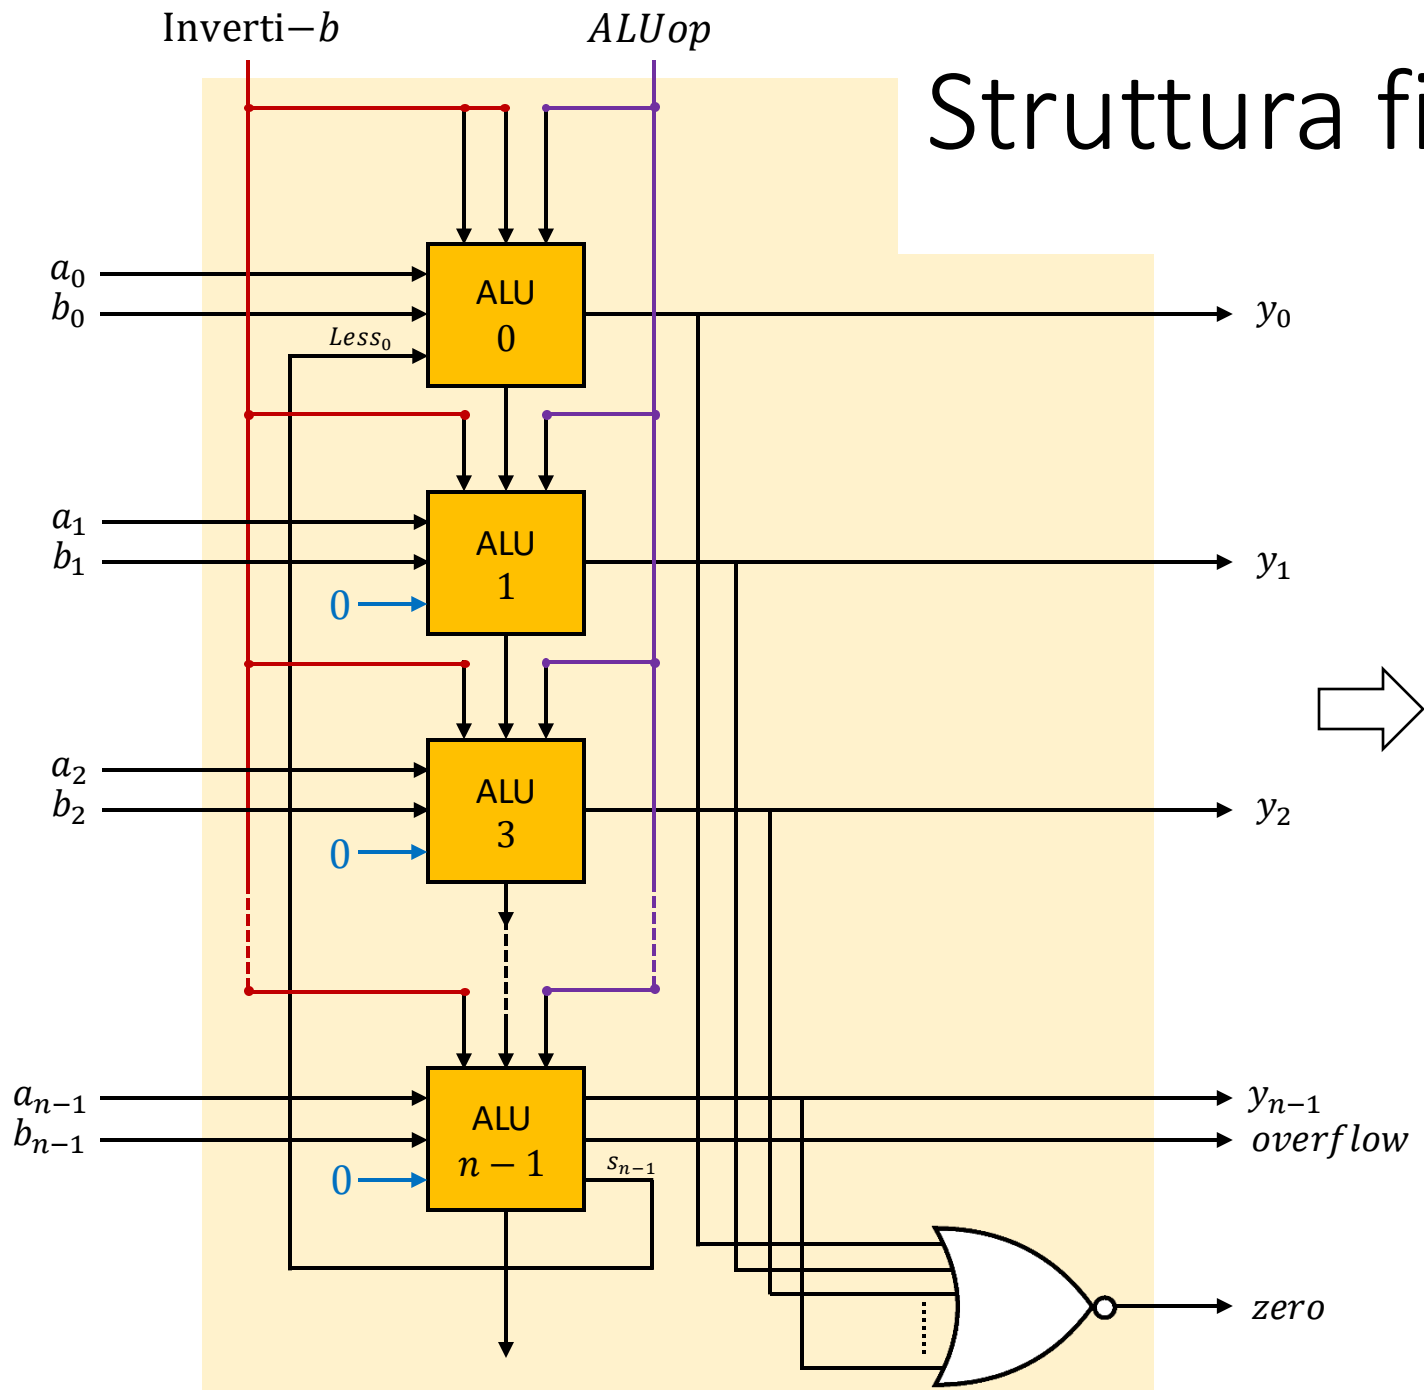 Inverti−b
ALUop
Struttura fi
a₀
b₀
Less₀
ALU
0
y₀
a₁
b₁
0
ALU
1
y₁
a₂
b₂
0
ALU
3
y₂
aₙ₋₁
bₙ₋₁
0
ALU
n − 1
sₙ₋₁
yₙ₋₁
overflow
zero